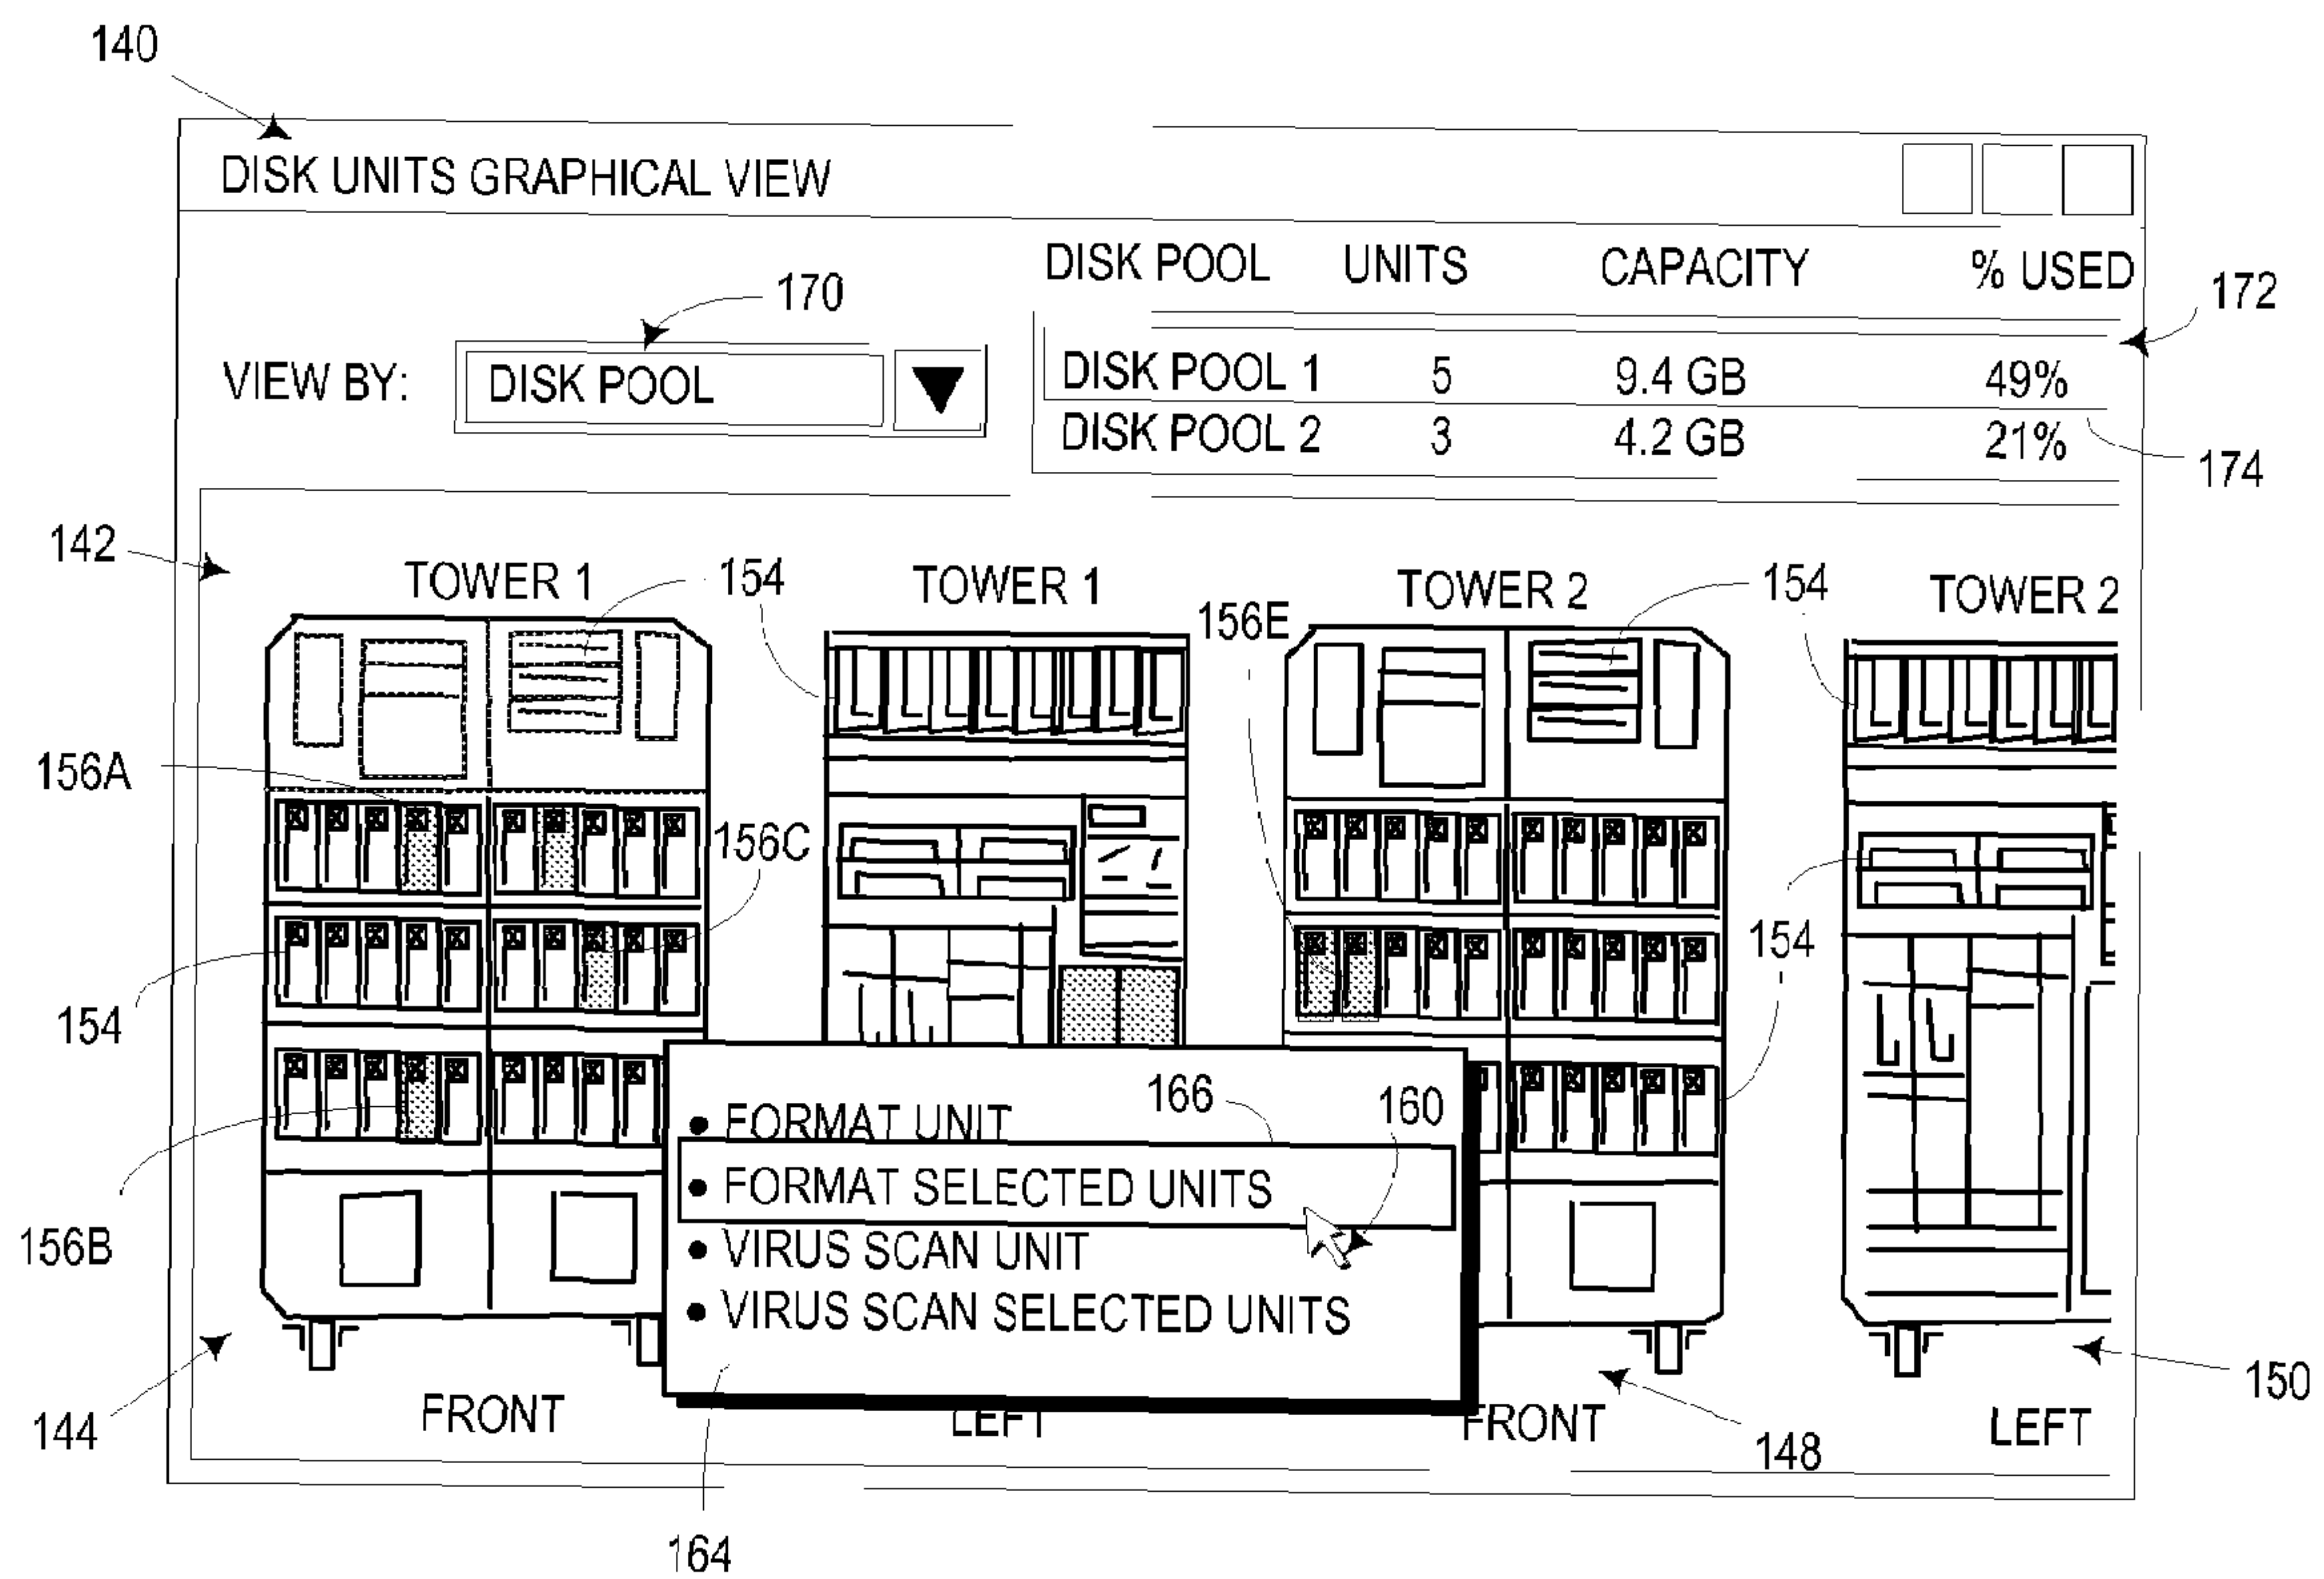 140
DISK UNITS GRAPHICAL VIEW
DISK POOL UNITS CAPACITY % USED
170
172
VIEW BY: DISK POOL
DISK POOL 1 5 9.4 GB 49%
DISK POOL 2 3 4.2 GB 21%
174
142
TOWER 1 154 TOWER 1 156E TOWER 2 154 TOWER 2
156A
156C
154
154
166
160
• FORMAT UNIT
• FORMAT SELECTED UNITS
• VIRUS SCAN UNIT
• VIRUS SCAN SELECTED UNITS
156B
150
144
FRONT LEFT FRONT LEFT
148
164